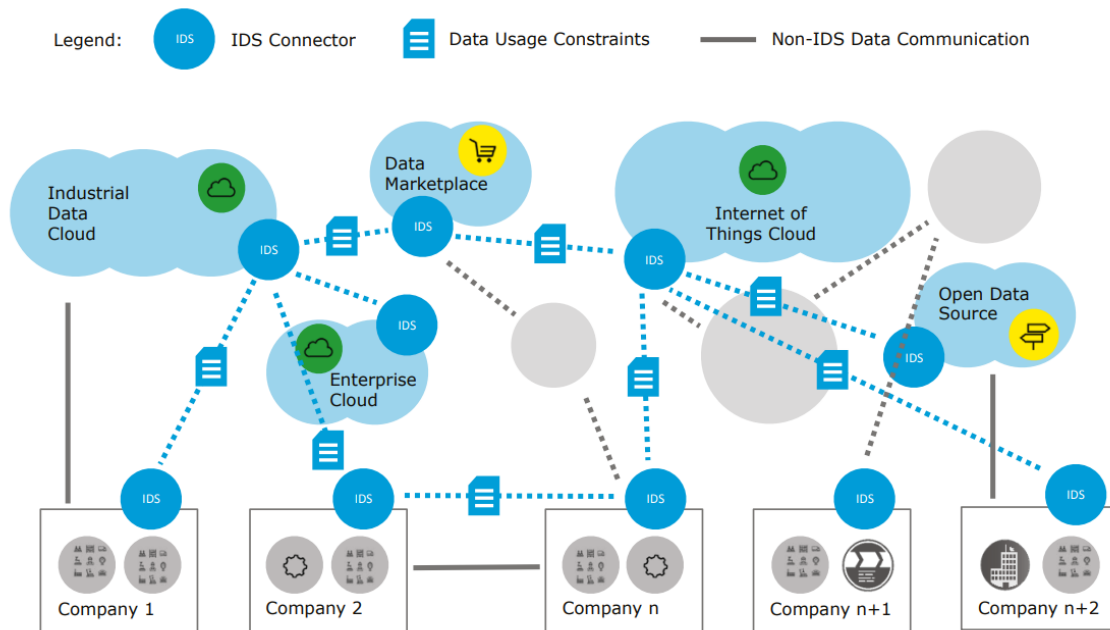 Legend:
IDS
IDS Connector
Data Usage Constraints
Non-IDS Data Communication
Industrial
Data
Cloud
Data
Marketplace
Internet of
Things Cloud
IDS
IDS
IDS
Open Data
Source
IDS
Enterprise
Cloud
IDS
IDS
IDS
IDS
IDS
IDS
Company 1
Company 2
Company n
Company n+1
Company n+2